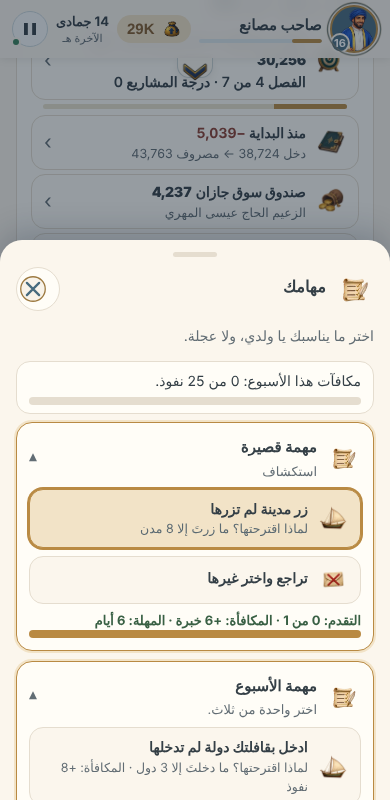 صاحب مصانع
16
29K
14 جمادى
الآخرة هـ
30,256
الفصل 4 من 7 · درجة المشاريع 0
منذ البداية −5,039
دخل 38,724 ← مصروف 43,763
صندوق سوق جازان 4,237
الزعيم الحاج عيسى المهري
مهامك
اختر ما يناسبك يا ولدي، ولا عجلة.
مكافآت هذا الأسبوع: 0 من 25 نفوذ.
مهمة قصيرة
استكشاف
زر مدينة لم تزرها
لماذا اقترحتها؟ ما زرتَ إلا 8 مدن
تراجع واختر غيرها
التقدم: 0 من 1 · المكافأة: +6 خبرة · المهلة: 6 أيام
مهمة الأسبوع
اختر واحدة من ثلاث.
ادخل بقافلتك دولة لم تدخلها
لماذا اقترحتها؟ ما دخلتَ إلا 3 دول · المكافأة: +8
نفوذ